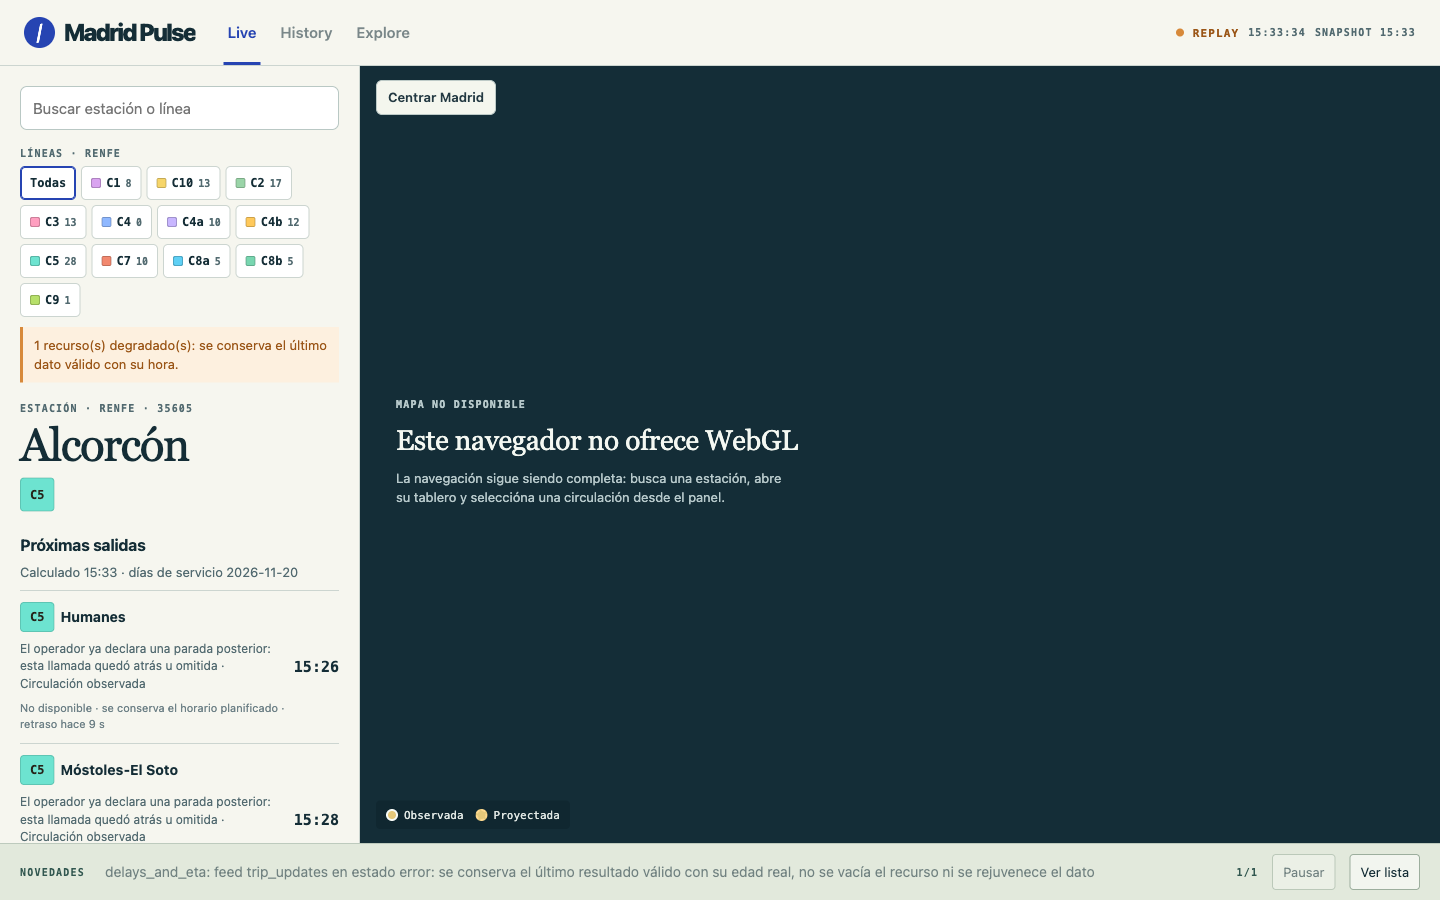 Madrid Pulse
Live
History
Explore
REPLAY 15:33:34 SNAPSHOT 15:33
Buscar estación o línea
LÍNEAS · RENFE
Todas
C1 8
C10 13
C2 17
C3 13
C4 0
C4a 10
C4b 12
C5 28
C7 10
C8a 5
C8b 5
C9 1
1 recurso(s) degradado(s): se conserva el último
dato válido con su hora.
ESTACIÓN · RENFE · 35605
Alcorcón
C5
Próximas salidas
Calculado 15:33 · días de servicio 2026-11-20
C5 Humanes
El operador ya declara una parada posterior:
esta llamada quedó atrás u omitida ·
Circulación observada
15:26
No disponible · se conserva el horario planificado ·
retraso hace 9 s
C5 Móstoles-El Soto
El operador ya declara una parada posterior:
esta llamada quedó atrás u omitida ·
Circulación observada
15:28
Centrar Madrid
MAPA NO DISPONIBLE
Este navegador no ofrece WebGL
La navegación sigue siendo completa: busca una estación, abre
su tablero y seleccióna una circulación desde el panel.
Observada
Proyectada
NOVEDADES
delays_and_eta: feed trip_updates en estado error: se conserva el último resultado válido con su edad real, no se vacía el recurso ni se rejuvenece el dato
1/1
Pausar
Ver lista